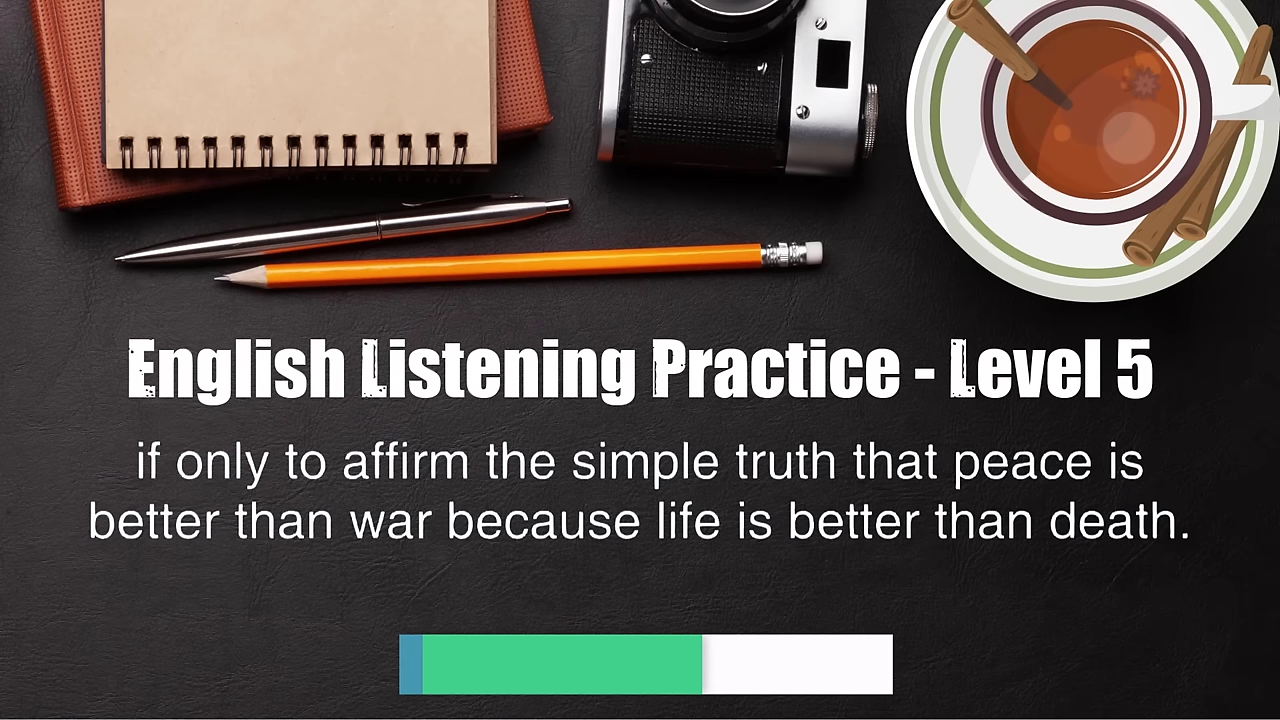 English Listening Practice - Level 5
if only to affirm the simple truth that peace is
better than war because life is better than death.